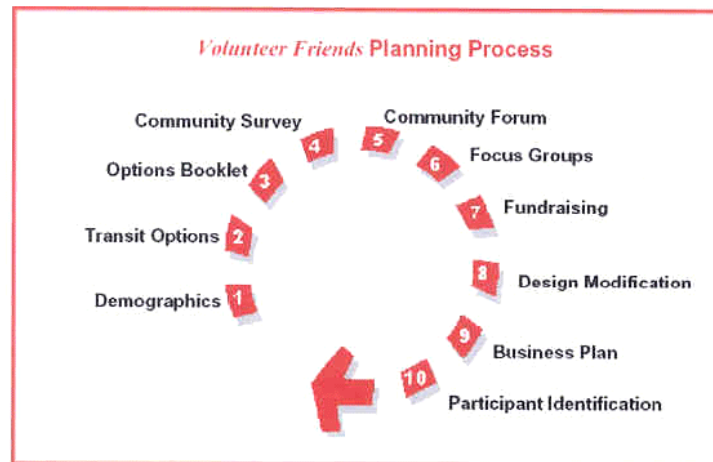 Volunteer Friends Planning Process
1 Demographics
2 Transit Options
3 Options Booklet
4 Community Survey
5 Community Forum
6 Focus Groups
7 Fundraising
8 Design Modification
9 Business Plan
10 Participant Identification